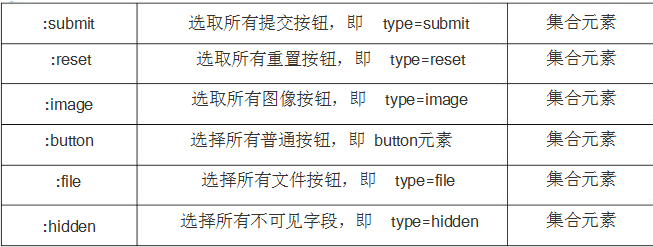 :submit 选取所有提交按钮，即 type=submit 集合元素
:reset 选取所有重置按钮，即 type=reset 集合元素
:image 选取所有图像按钮，即 type=image 集合元素
:button 选择所有普通按钮，即 button元素 集合元素
:file 选择所有文件按钮，即 type=file 集合元素
:hidden 选择所有不可见字段，即 type=hidden 集合元素